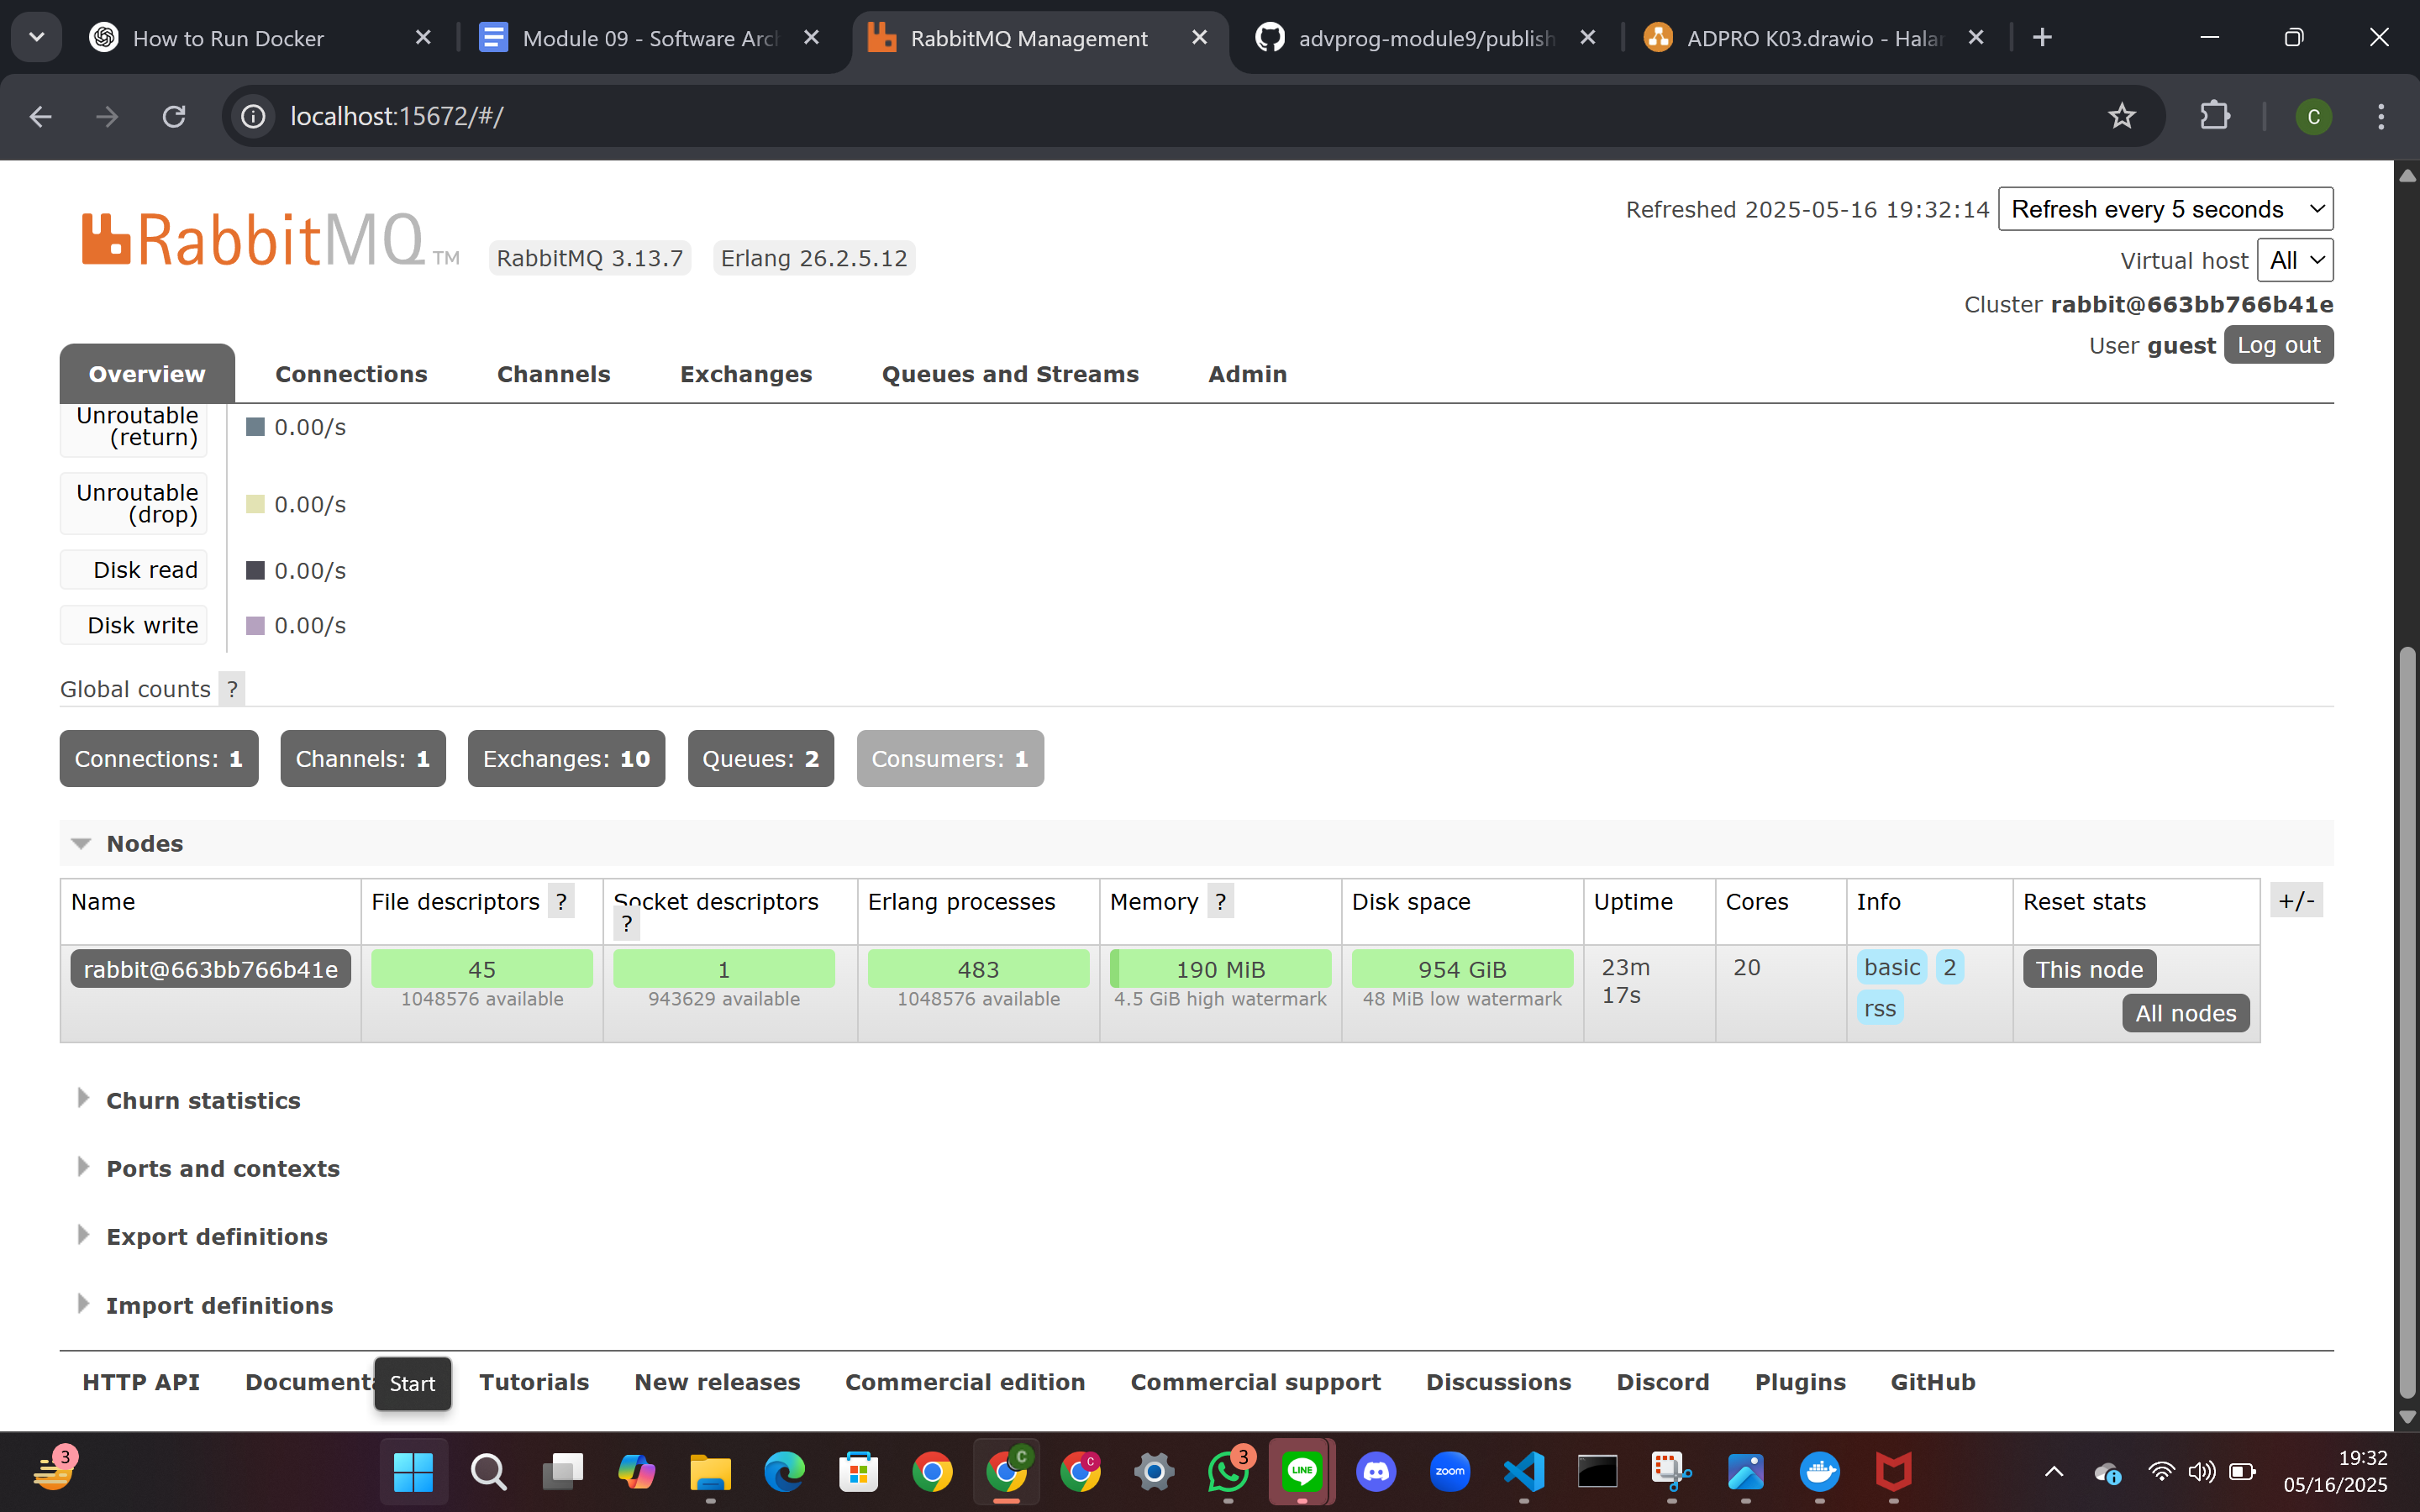 How to Run Docker
Module 09 - Software Arc
RabbitMQ Management
advprog-module9/publish
ADPRO K03.drawio - Hala
localhost:15672/#/
C
RabbitMQ TM
RabbitMQ 3.13.7
Erlang 26.2.5.12
Refreshed 2025-05-16 19:32:14
Refresh every 5 seconds
Virtual host
All
Cluster rabbit@663bb766b41e
User guest
Log out
Overview
Connections
Channels
Exchanges
Queues and Streams
Admin
Unroutable
(return)
0.00/s
Unroutable
(drop)
0.00/s
Disk read
0.00/s
Disk write
0.00/s
Global counts ?
Connections: 1
Channels: 1
Exchanges: 10
Queues: 2
Consumers: 1
Nodes
Name
File descriptors ?
Socket descriptors
?
Erlang processes
Memory ?
Disk space
Uptime
Cores
Info
Reset stats
+/-
rabbit@663bb766b41e
45
1048576 available
1
943629 available
483
1048576 available
190 MiB
4.5 GiB high watermark
954 GiB
48 MiB low watermark
23m
17s
20
basic
2
rss
This node
All nodes
Churn statistics
Ports and contexts
Export definitions
Import definitions
HTTP API
Documenta
Start
Tutorials
New releases
Commercial edition
Commercial support
Discussions
Discord
Plugins
GitHub
3
C
C
3
LINE
zoom
19:32
05/16/2025